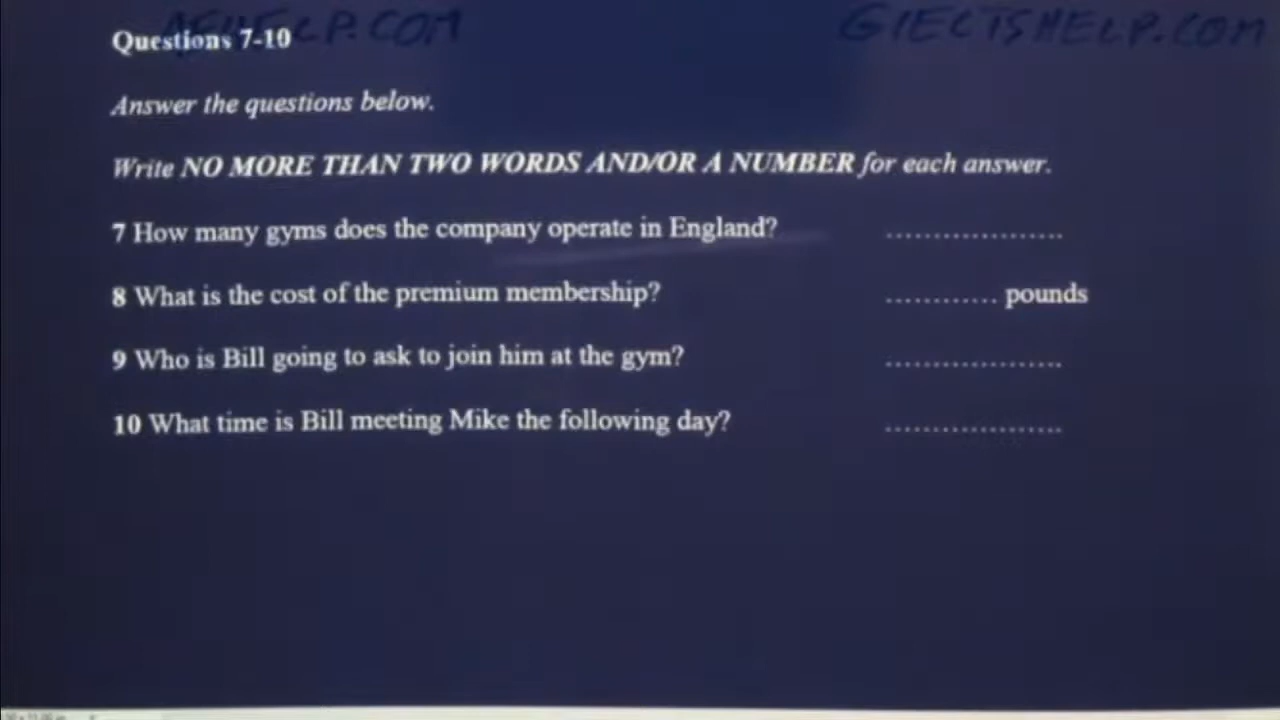 GIELTSHELP.COM
Questions 7-10
Answer the questions below.
Write NO MORE THAN TWO WORDS AND/OR A NUMBER for each answer.
7 How many gyms does the company operate in England? ...................
8 What is the cost of the premium membership? ............ pounds
9 Who is Bill going to ask to join him at the gym? ...................
10 What time is Bill meeting Mike the following day? ...................